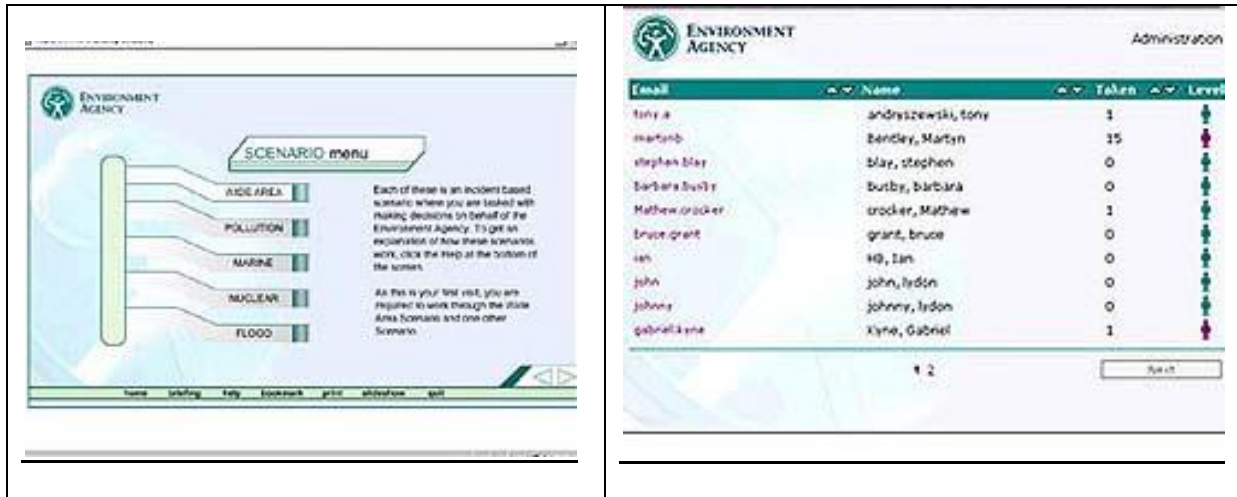 ENVIRONMENT
AGENCY
SCENARIO menu
WIDE AREA
POLLUTION
MARINE
NUCLEAR
FLOOD
Each of these is an incident based
scenario where you are tasked with
making decisions on behalf of the
Environment Agency. To get an
explanation of how these scenarios
work, click the Help at the bottom of
the screen.
As this is your first visit, you are
required to work through the Wide
Area Scenario and one other
Scenario.
home briefing help bookmark print slideshow quit
ENVIRONMENT
AGENCY
Administration
Email Name Taken Level
tony.a andryszewski, tony 1
martynb Bentley, Martyn 15
stephen.blay blay, stephen 0
barbara.busby busby, barbara 0
Mathew.crocker crocker, Mathew 1
bruce.grant grant, bruce 0
ian HB, Ian 0
john john, lydon 0
johnny johnny, lydon 0
gabriel.kyne Kyne, Gabriel 1
1 2 Next